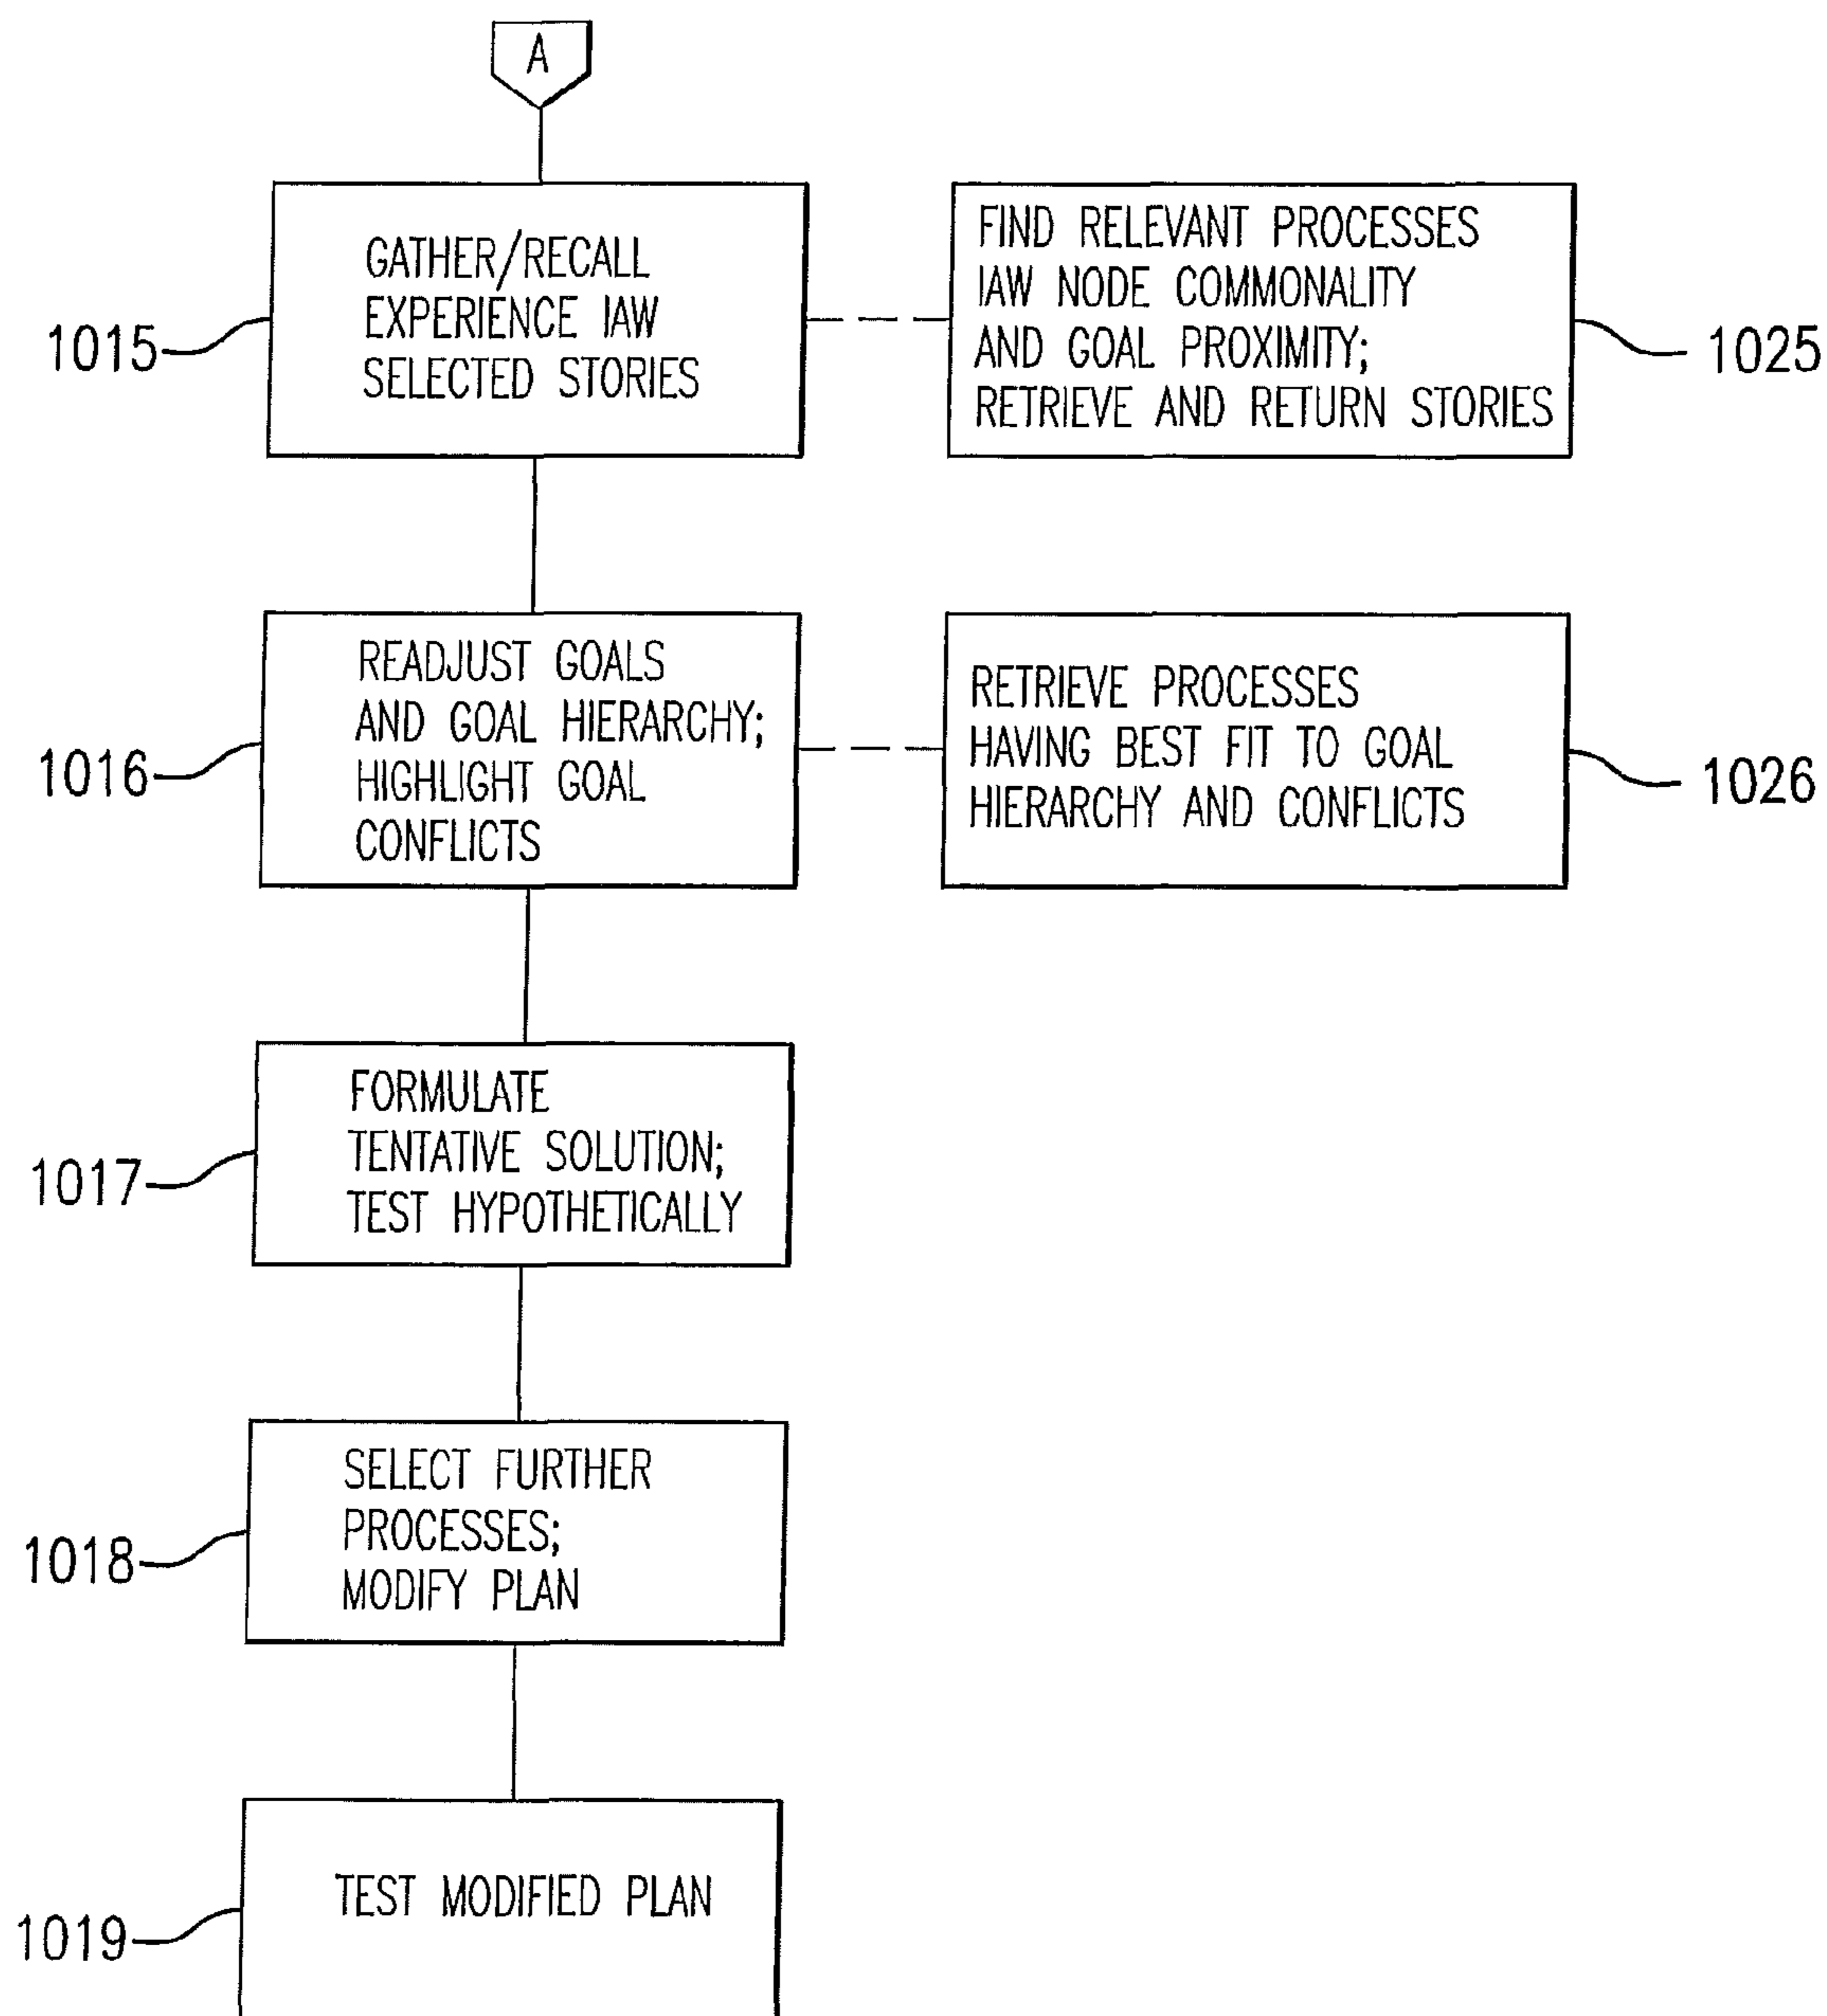 A
GATHER/RECALL
EXPERIENCE IAW
SELECTED STORIES
1015
FIND RELEVANT PROCESSES
IAW NODE COMMONALITY
AND GOAL PROXIMITY;
RETRIEVE AND RETURN STORIES
1025
READJUST GOALS
AND GOAL HIERARCHY;
HIGHLIGHT GOAL
CONFLICTS
1016
RETRIEVE PROCESSES
HAVING BEST FIT TO GOAL
HIERARCHY AND CONFLICTS
1026
FORMULATE
TENTATIVE SOLUTION;
TEST HYPOTHETICALLY
1017
SELECT FURTHER
PROCESSES;
MODIFY PLAN
1018
TEST MODIFIED PLAN
1019